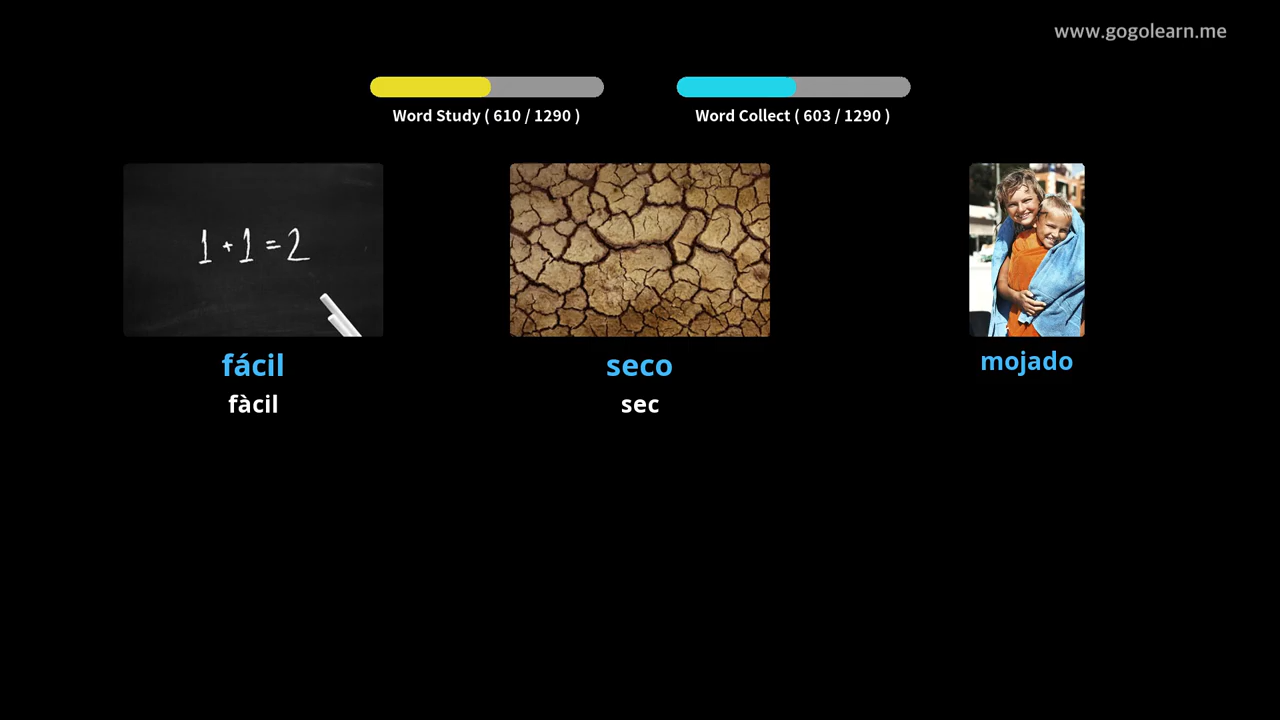 www.gogolearn.me
Word Study ( 610 / 1290 )
Word Collect ( 603 / 1290 )
1 + 1 = 2
fácil
seco
mojado
fàcil
sec